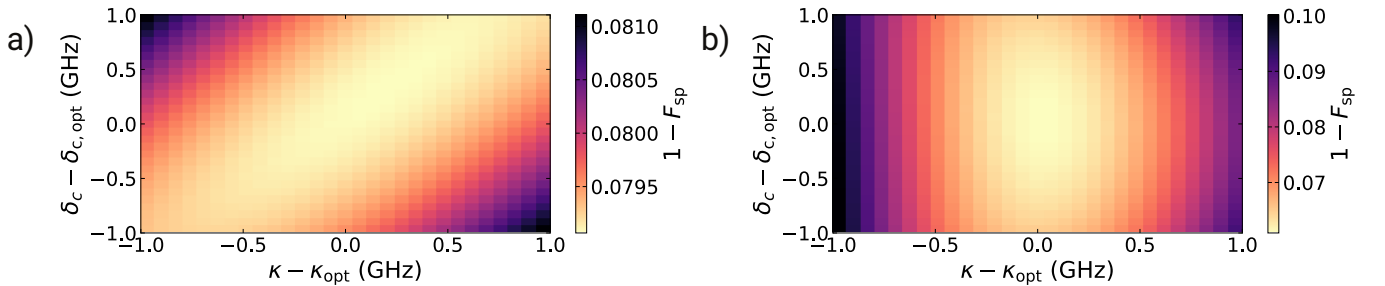 a)
δc − δc, opt (GHz)
1.0
0.5
0.0
−0.5
−1.0
−1.0 −0.5 0.0 0.5 1.0
κ − κopt (GHz)
0.0810
0.0805
0.0800
0.0795
1 − Fsp
b)
δc − δc, opt (GHz)
1.0
0.5
0.0
−0.5
−1.0
−1.0 −0.5 0.0 0.5 1.0
κ − κopt (GHz)
0.10
0.09
0.08
0.07
1 − Fsp